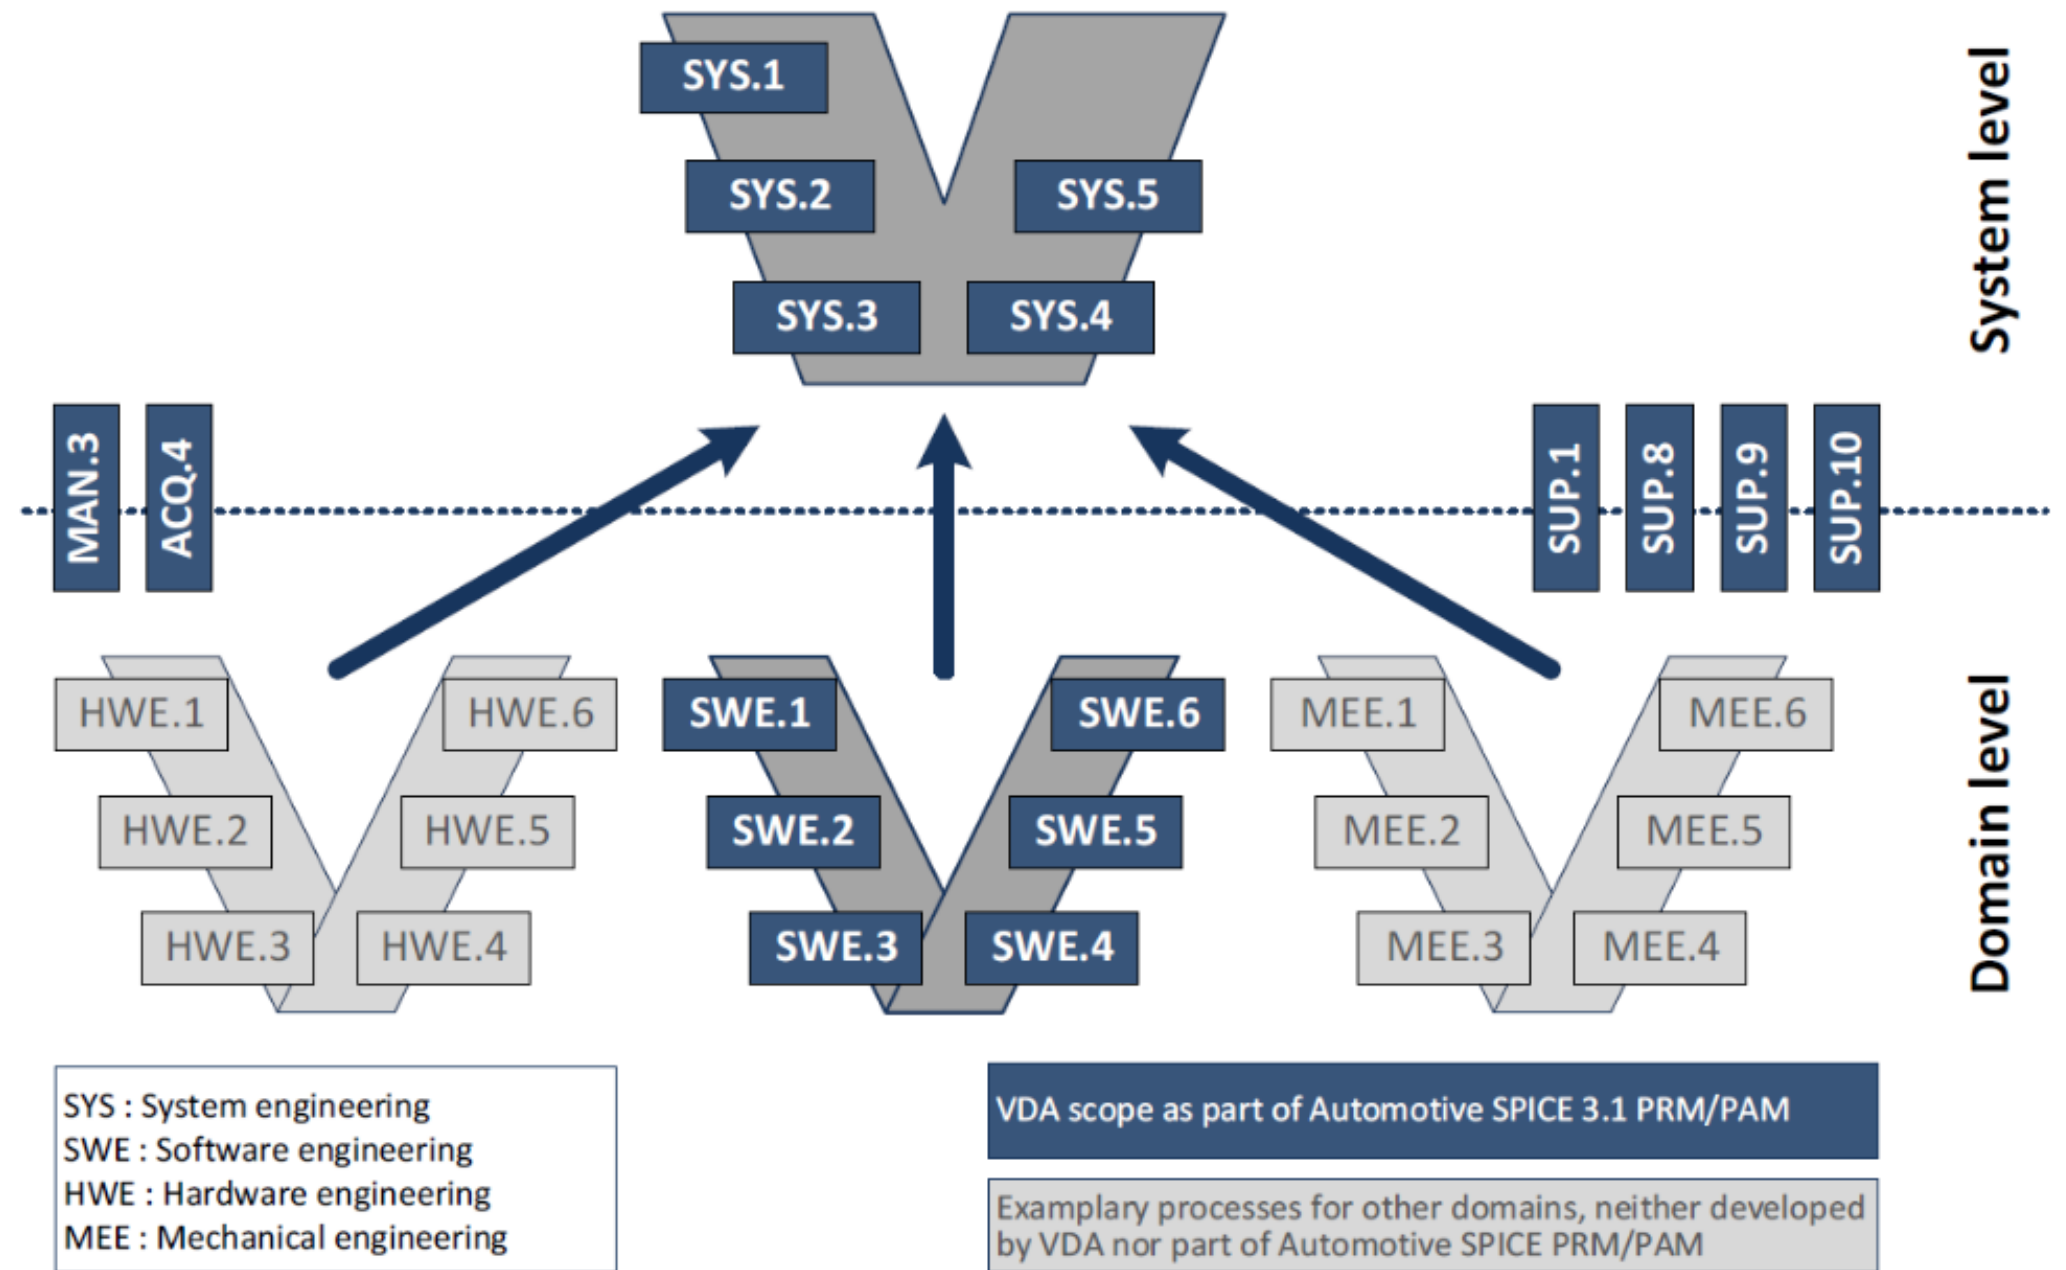 SYS.1
SYS.2
SYS.5
SYS.3
SYS.4
System level
MAN.3
ACQ.4
SUP.1
SUP.8
SUP.9
SUP.10
HWE.1
HWE.6
SWE.1
SWE.6
MEE.1
MEE.6
HWE.2
HWE.5
SWE.2
SWE.5
MEE.2
MEE.5
HWE.3
HWE.4
SWE.3
SWE.4
MEE.3
MEE.4
Domain level
SYS : System engineering
SWE : Software engineering
HWE : Hardware engineering
MEE : Mechanical engineering
VDA scope as part of Automotive SPICE 3.1 PRM/PAM
Examplary processes for other domains, neither developed
by VDA nor part of Automotive SPICE PRM/PAM